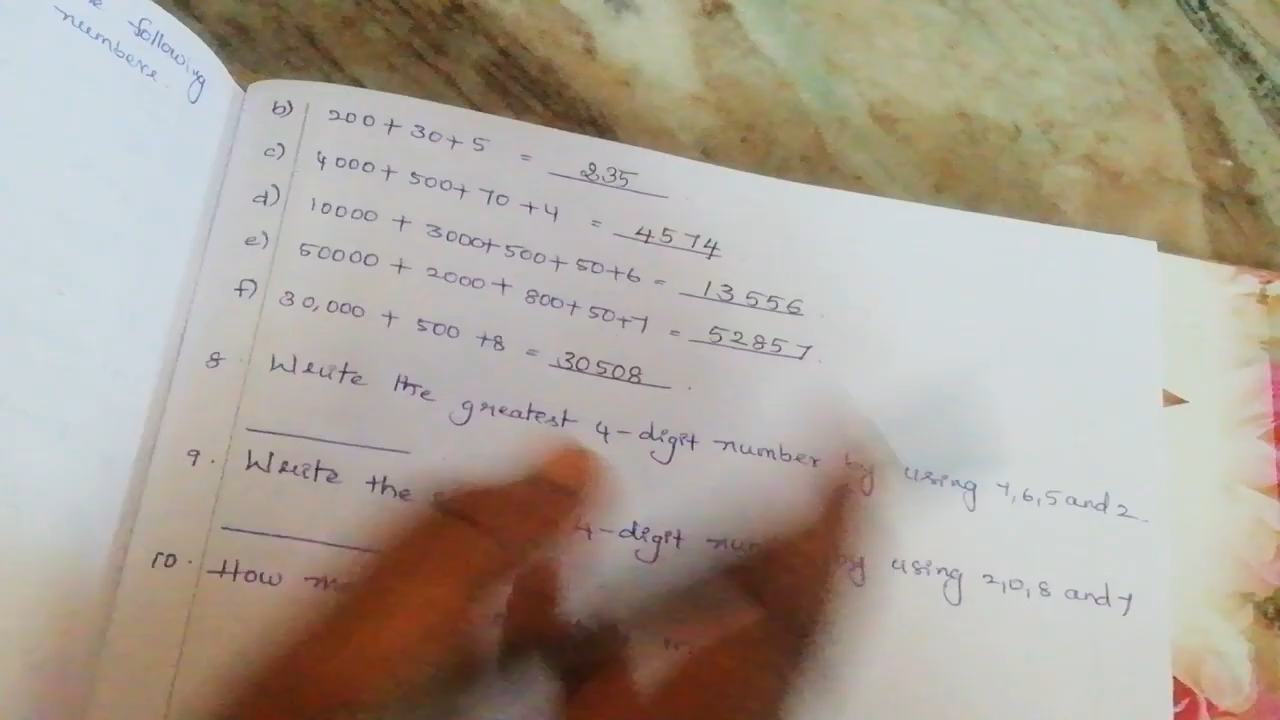 following
numbers
b) 200 + 30 + 5 = 235
c) 4000 + 500 + 70 + 4 = 4574
d) 10000 + 3000 + 500 + 50 + 6 = 13556
e) 50000 + 2000 + 800 + 50 + 7 = 52857
f) 30,000 + 500 + 8 = 30508
8. Write the greatest 4-digit number by using 7,6,5 and 2.
9. Write the 4-digit by using 2,0,8 and 7
10. How